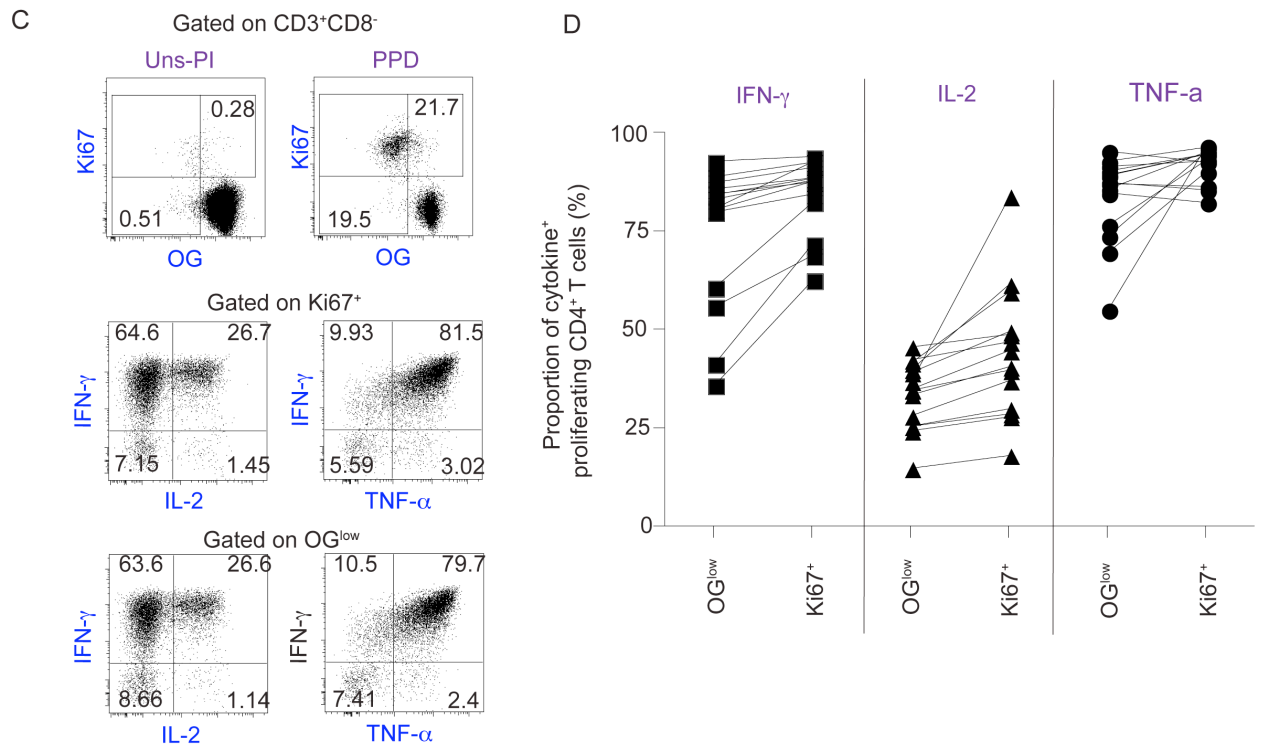 C
Gated on CD3⁺CD8⁻
Uns-PI
PPD
0.28
0.51
Ki67
OG
21.7
19.5
Ki67
OG
Gated on Ki67⁺
64.6 26.7
7.15 1.45
IFN-γ
IL-2
9.93 81.5
5.59 3.02
IFN-γ
TNF-α
Gated on OGˡᵒʷ
63.6 26.6
8.66 1.14
IFN-γ
IL-2
10.5 79.7
7.41 2.4
IFN-γ
TNF-α
D
IFN-γ
IL-2
TNF-a
Proportion of cytokine⁺
proliferating CD4⁺ T cells (%)
100
75
50
25
0
OGˡᵒʷ
Ki67⁺
OGˡᵒʷ
Ki67⁺
OGˡᵒʷ
Ki67⁺